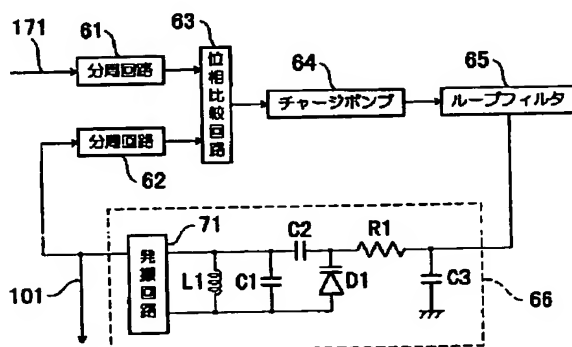 63
61
171
分周回路
位相比較回路
64
65
チャージポンプ
ループフィルタ
分周回路
62
71
発振回路
C2
R1
L1
C1
D1
C3
66
101